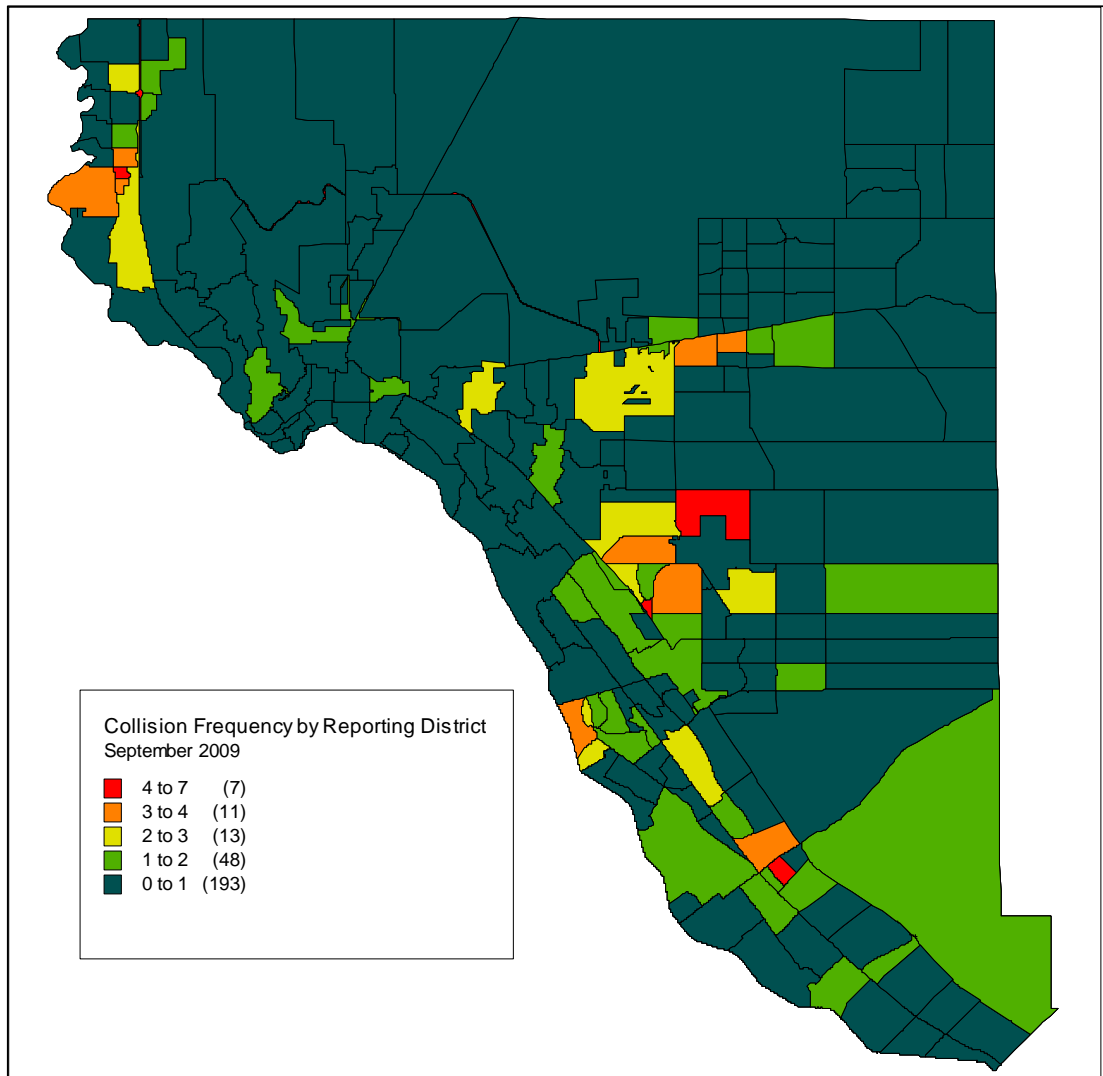 Collision Frequency by Reporting District
September 2009
4 to 7 (7)
3 to 4 (11)
2 to 3 (13)
1 to 2 (48)
0 to 1 (193)